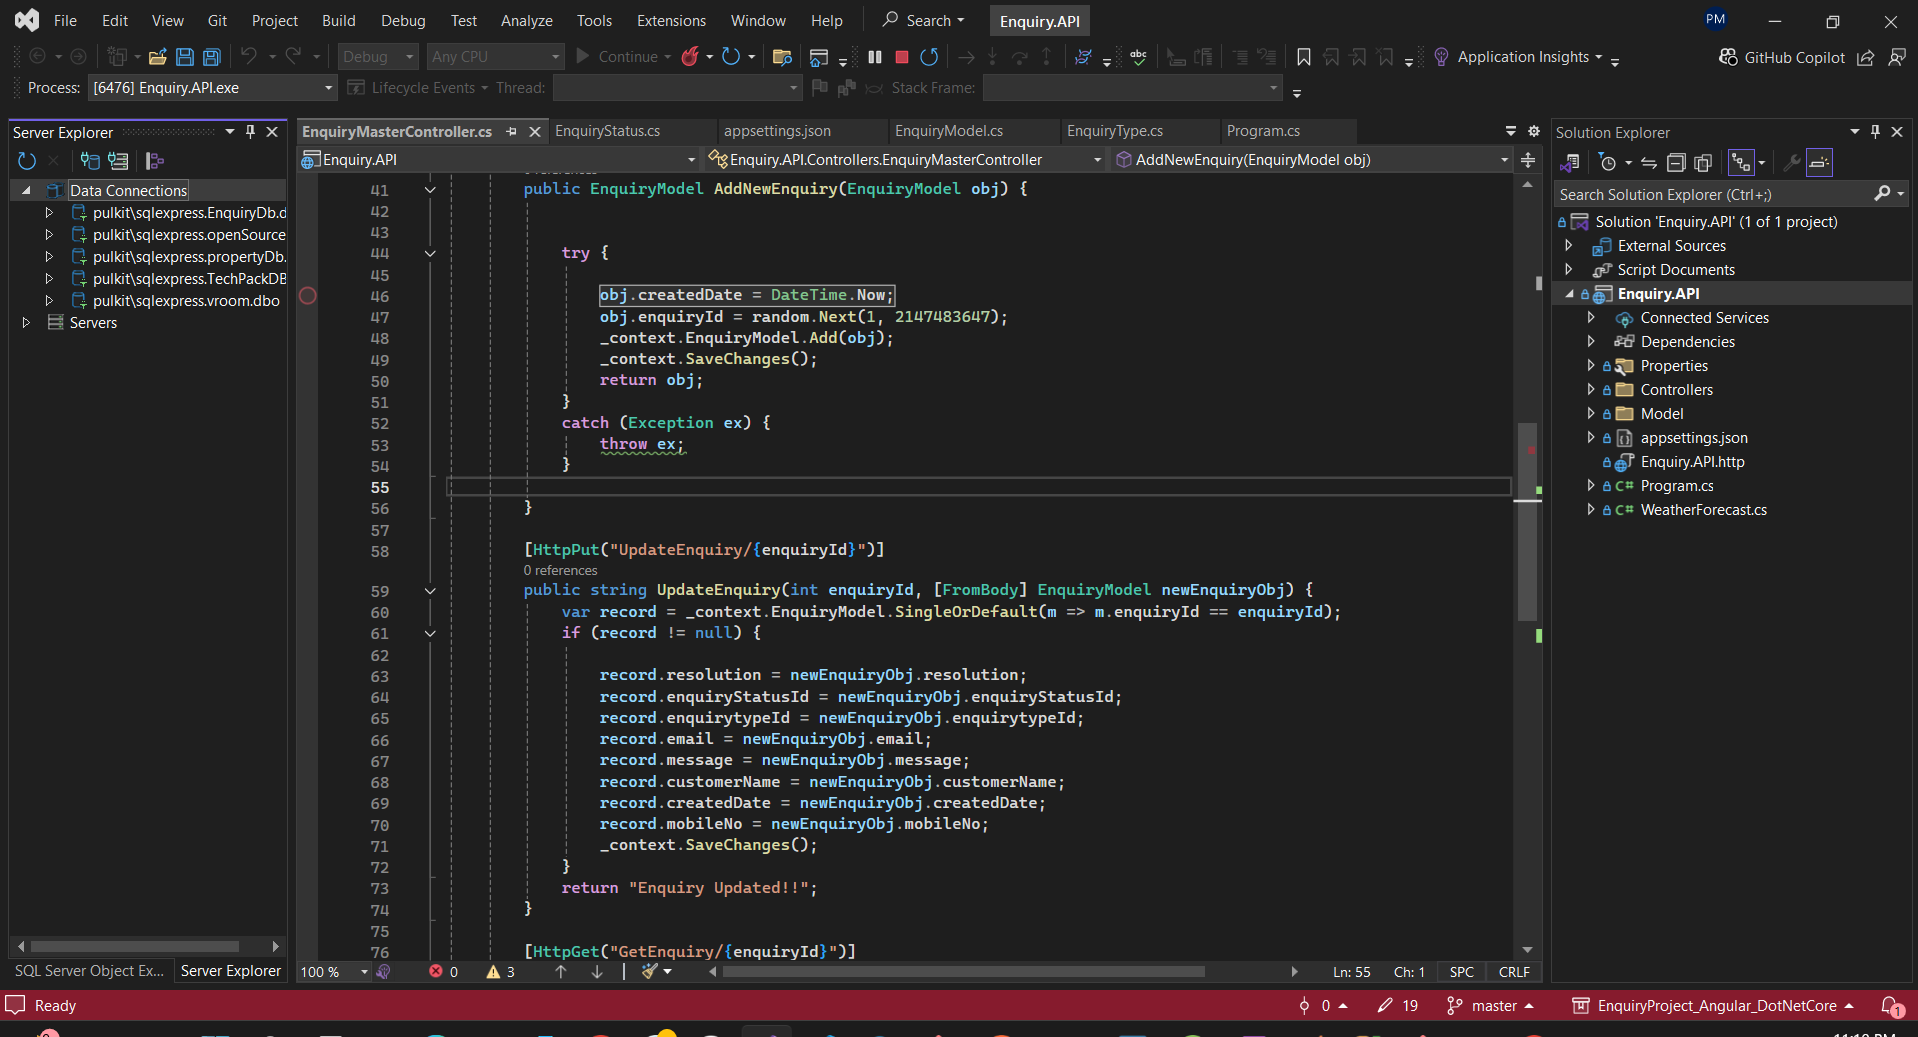 File Edit View Git Project Build Debug Test Analyze Tools Extensions Window Help Search Enquiry.API PM
Debug Any CPU Continue abc Application Insights GitHub Copilot
Process: [6476] Enquiry.API.exe Lifecycle Events Thread: Stack Frame:
Server Explorer
Data Connections
pulkit\sqlexpress.EnquiryDb.d
pulkit\sqlexpress.openSource
pulkit\sqlexpress.propertyDb.
pulkit\sqlexpress.TechPackDB
pulkit\sqlexpress.vroom.dbo
Servers
SQL Server Object Ex... Server Explorer
EnquiryMasterController.cs EnquiryStatus.cs appsettings.json EnquiryModel.cs EnquiryType.cs Program.cs
Enquiry.API Enquiry.API.Controllers.EnquiryMasterController AddNewEnquiry(EnquiryModel obj)
41 public EnquiryModel AddNewEnquiry(EnquiryModel obj) {
42
43
44 try {
45
46 obj.createdDate = DateTime.Now;
47 obj.enquiryId = random.Next(1, 2147483647);
48 _context.EnquiryModel.Add(obj);
49 _context.SaveChanges();
50 return obj;
51 }
52 catch (Exception ex) {
53 throw ex;
54 }
55
56 }
57
58 [HttpPut("UpdateEnquiry/{enquiryId}")]
0 references
59 public string UpdateEnquiry(int enquiryId, [FromBody] EnquiryModel newEnquiryObj) {
60 var record = _context.EnquiryModel.SingleOrDefault(m => m.enquiryId == enquiryId);
61 if (record != null) {
62
63 record.resolution = newEnquiryObj.resolution;
64 record.enquiryStatusId = newEnquiryObj.enquiryStatusId;
65 record.enquirytypeId = newEnquiryObj.enquirytypeId;
66 record.email = newEnquiryObj.email;
67 record.message = newEnquiryObj.message;
68 record.customerName = newEnquiryObj.customerName;
69 record.createdDate = newEnquiryObj.createdDate;
70 record.mobileNo = newEnquiryObj.mobileNo;
71 _context.SaveChanges();
72 }
73 return "Enquiry Updated!!";
74 }
75
76 [HttpGet("GetEnquiry/{enquiryId}")]
100 % 0 3 Ln: 55 Ch: 1 SPC CRLF
Solution Explorer
Search Solution Explorer (Ctrl+;)
Solution 'Enquiry.API' (1 of 1 project)
External Sources
Script Documents
Enquiry.API
Connected Services
Dependencies
Properties
Controllers
Model
appsettings.json
Enquiry.API.http
C# Program.cs
C# WeatherForecast.cs
Ready 0 19 master EnquiryProject_Angular_DotNetCore 1